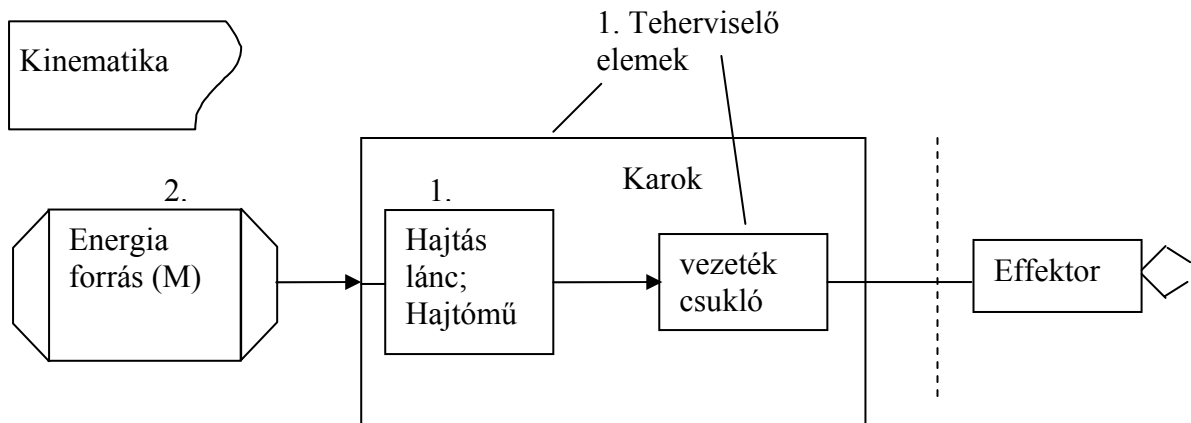 Kinematika
1. Teherviselő
elemek
Karok
2.
Energia
forrás (M)
1.
Hajtás
lánc;
Hajtómű
vezeték
csukló
Effektor